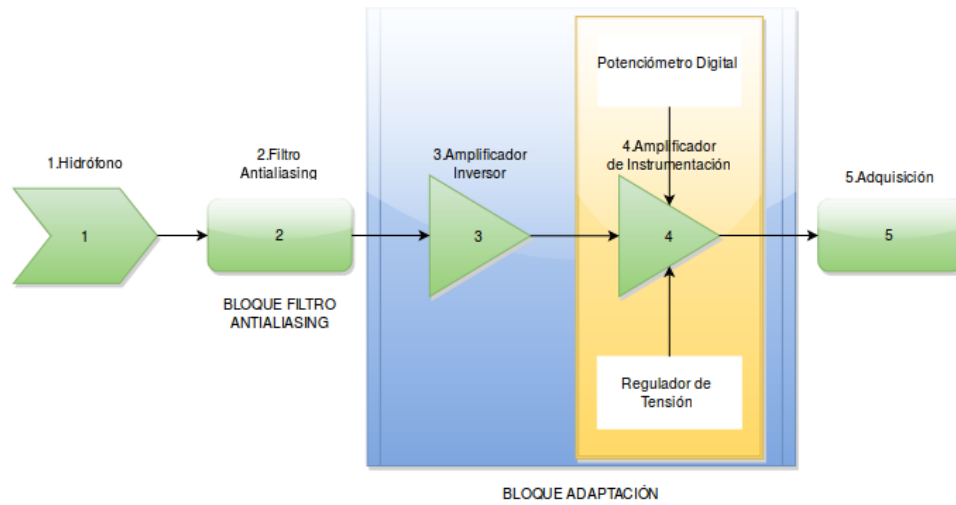 1.Hidrófono
1
2.Filtro
Antialiasing
2
BLOQUE FILTRO
ANTIALIASING
3.Amplificador
Inversor
3
Potenciómetro Digital
4.Amplificador
de Instrumentación
4
Regulador de
Tensión
5.Adquisición
5
BLOQUE ADAPTACIÓN